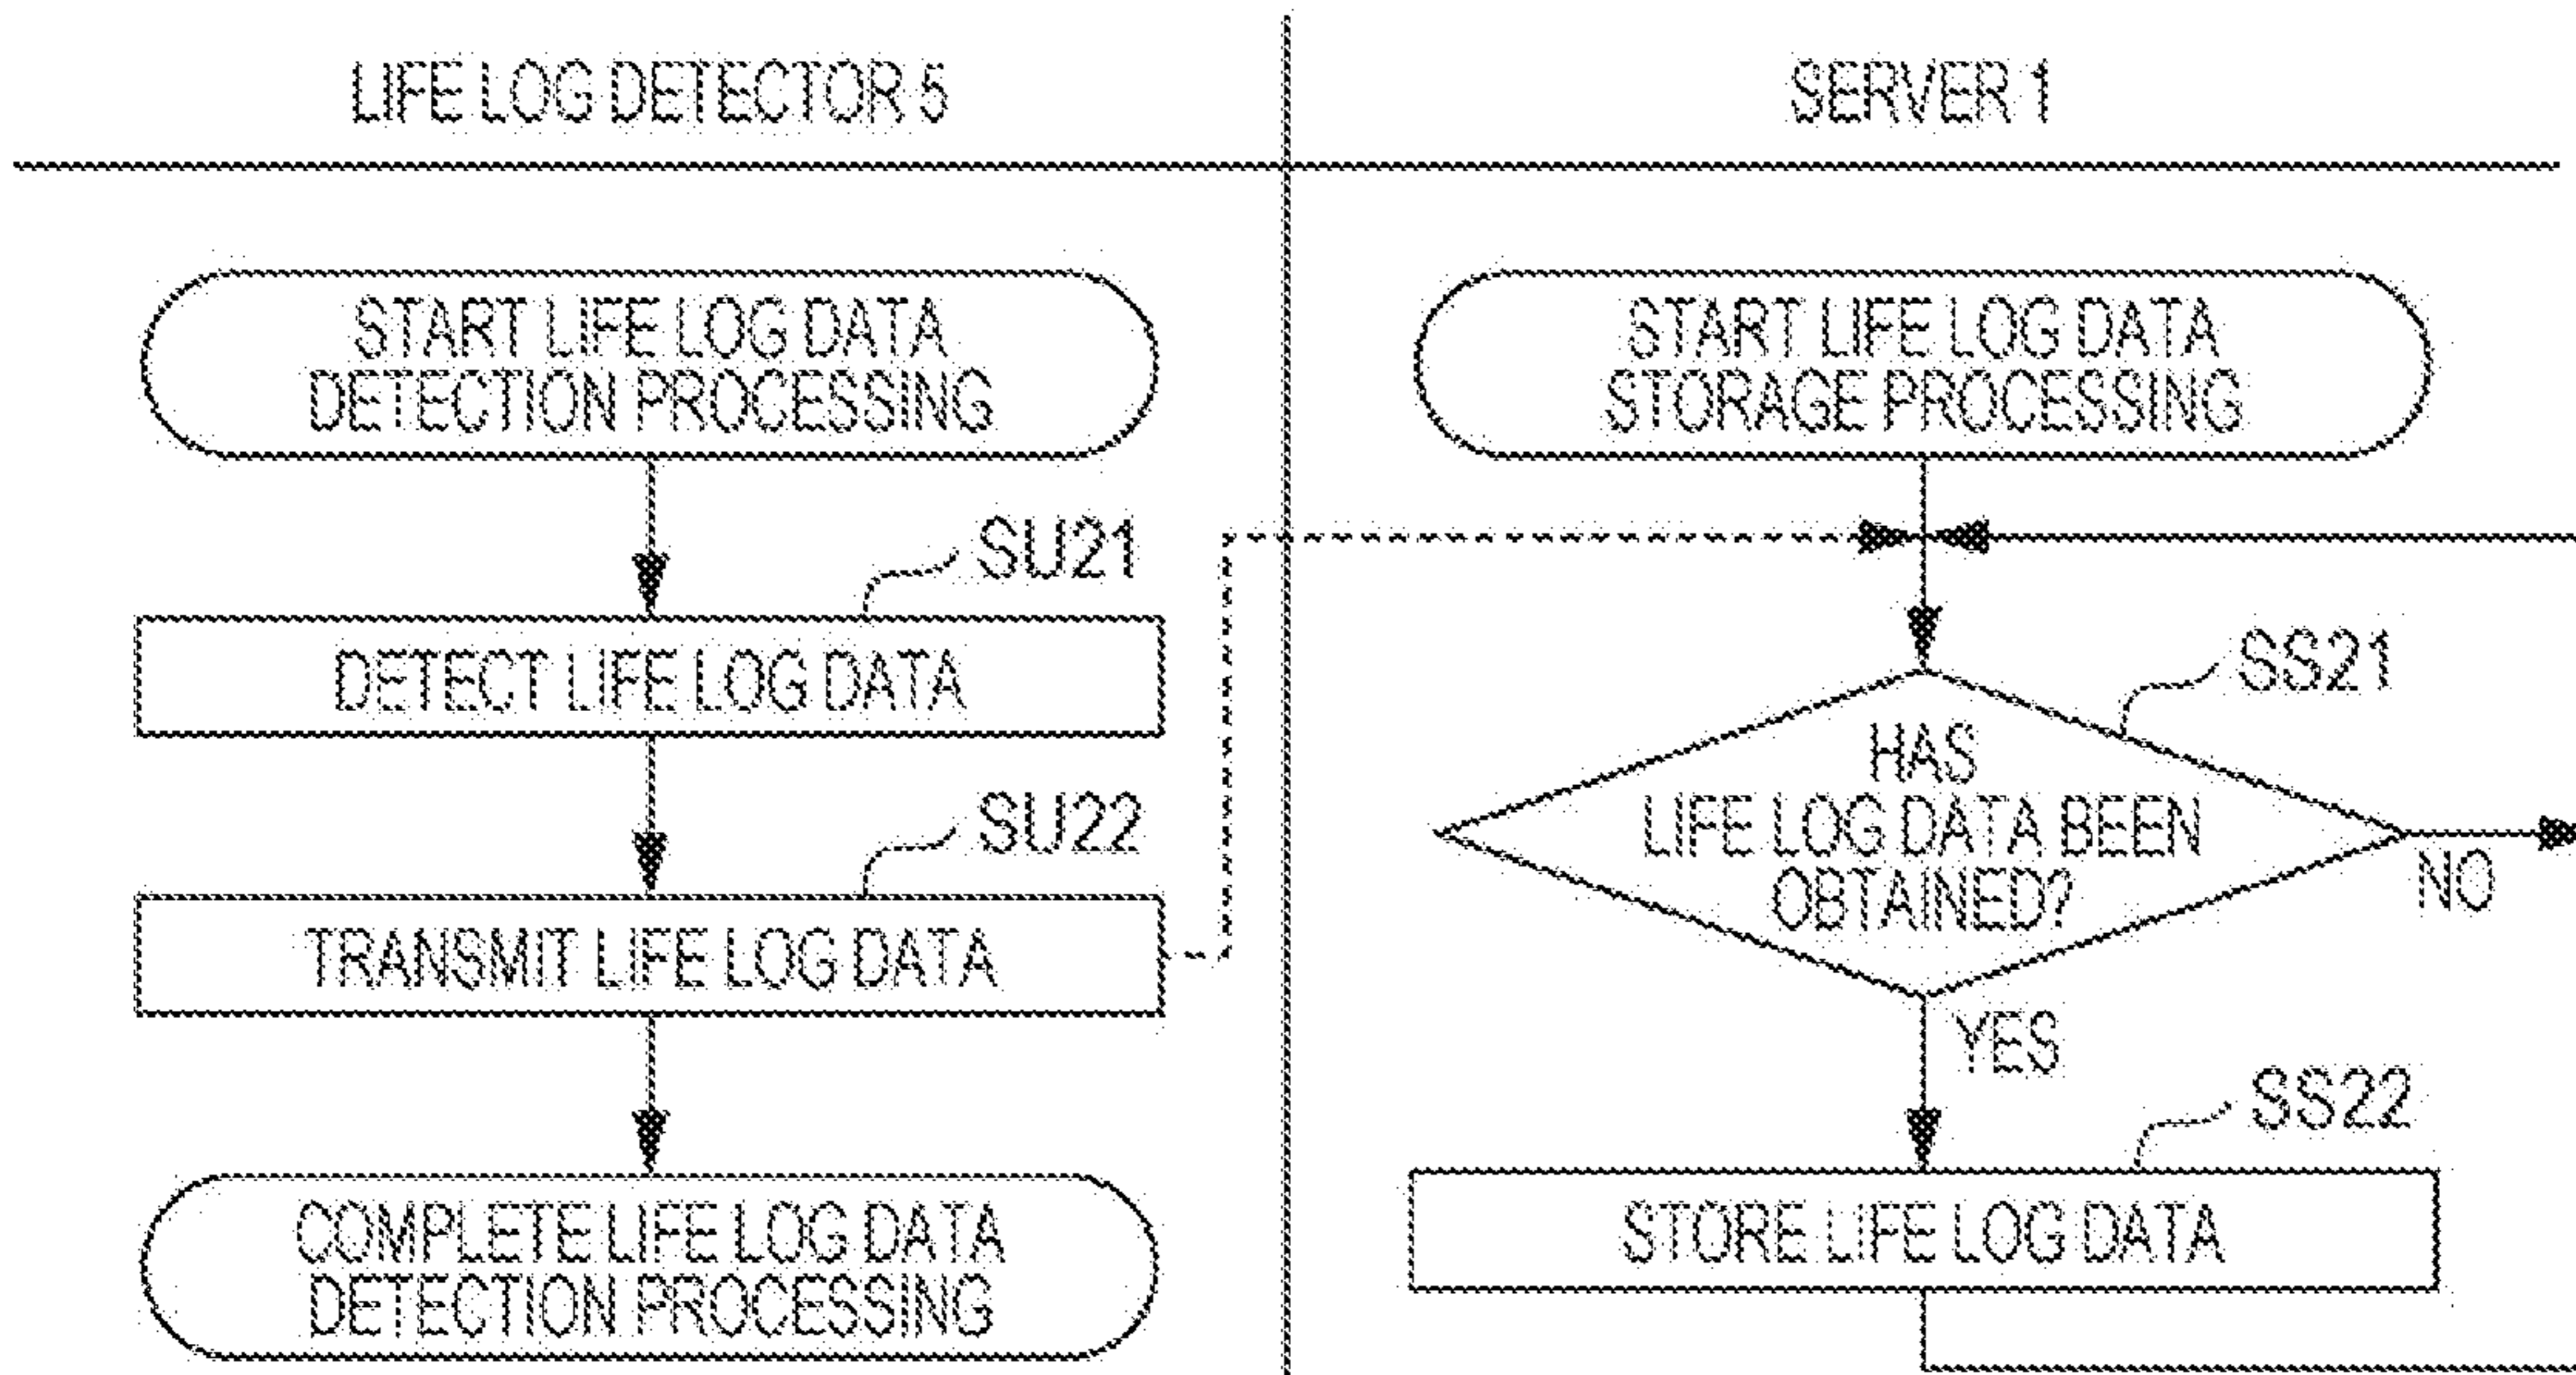 LIFE LOG DETECTOR 5
SERVER 1
START LIFE LOG DATA
DETECTION PROCESSING
SU21
DETECT LIFE LOG DATA
SU22
TRANSMIT LIFE LOG DATA
COMPLETE LIFE LOG DATA
DETECTION PROCESSING
START LIFE LOG DATA
STORAGE PROCESSING
SS21
HAS
LIFE LOG DATA BEEN
OBTAINED?
NO
YES
SS22
STORE LIFE LOG DATA